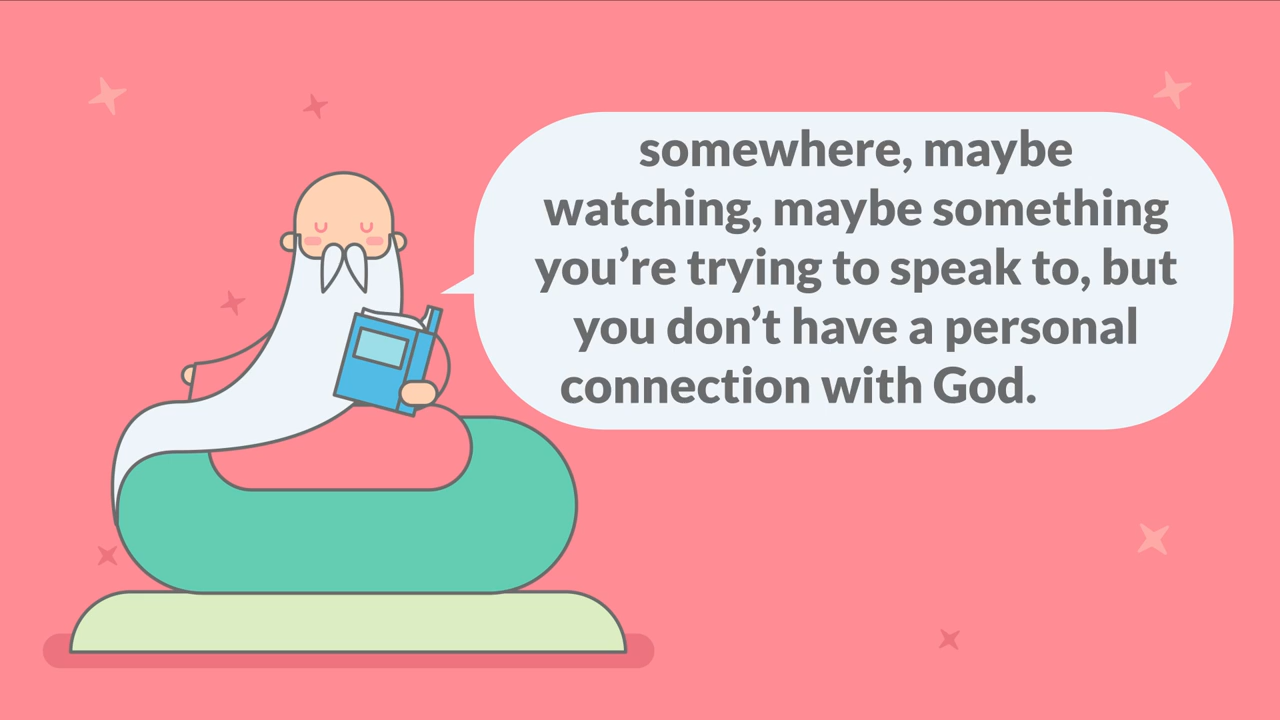 somewhere, maybe
watching, maybe something
you’re trying to speak to, but
you don’t have a personal
connection with God.